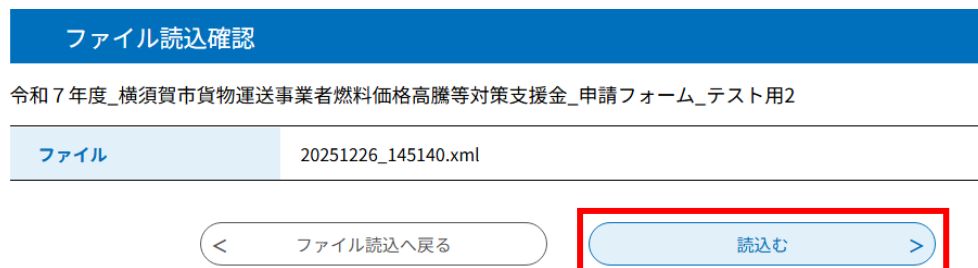 ファイル読込確認
令和７年度_横須賀市貨物運送事業者燃料価格高騰等対策支援金_申請フォーム_テスト用2
ファイル 20251226_145140.xml
< ファイル読込へ戻る 読込む >